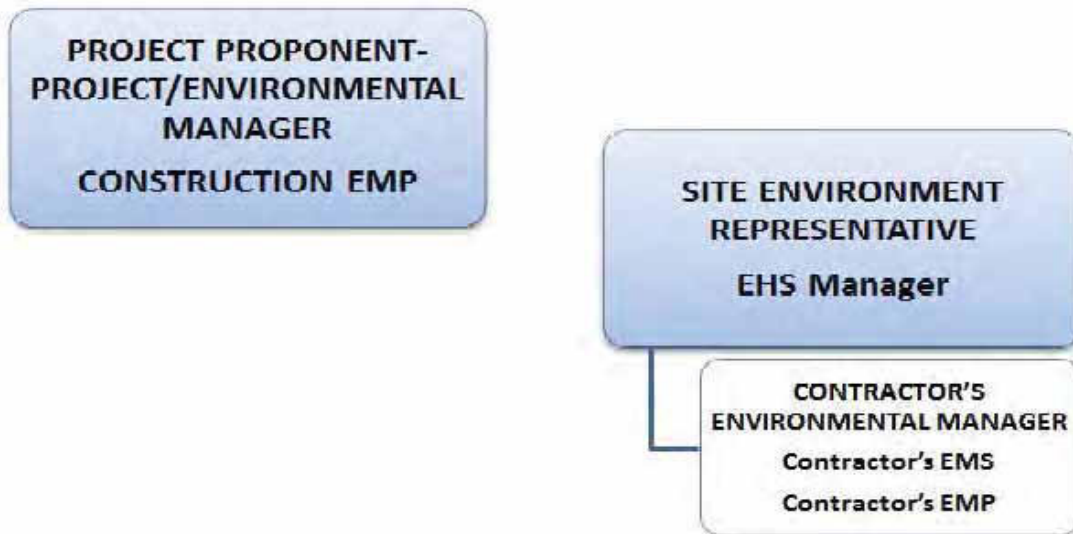 PROJECT PROPONENT-
PROJECT/ENVIRONMENTAL
MANAGER
CONSTRUCTION EMP
SITE ENVIRONMENT
REPRESENTATIVE
EHS Manager
CONTRACTOR'S
ENVIRONMENTAL MANAGER
Contractor's EMS
Contractor's EMP